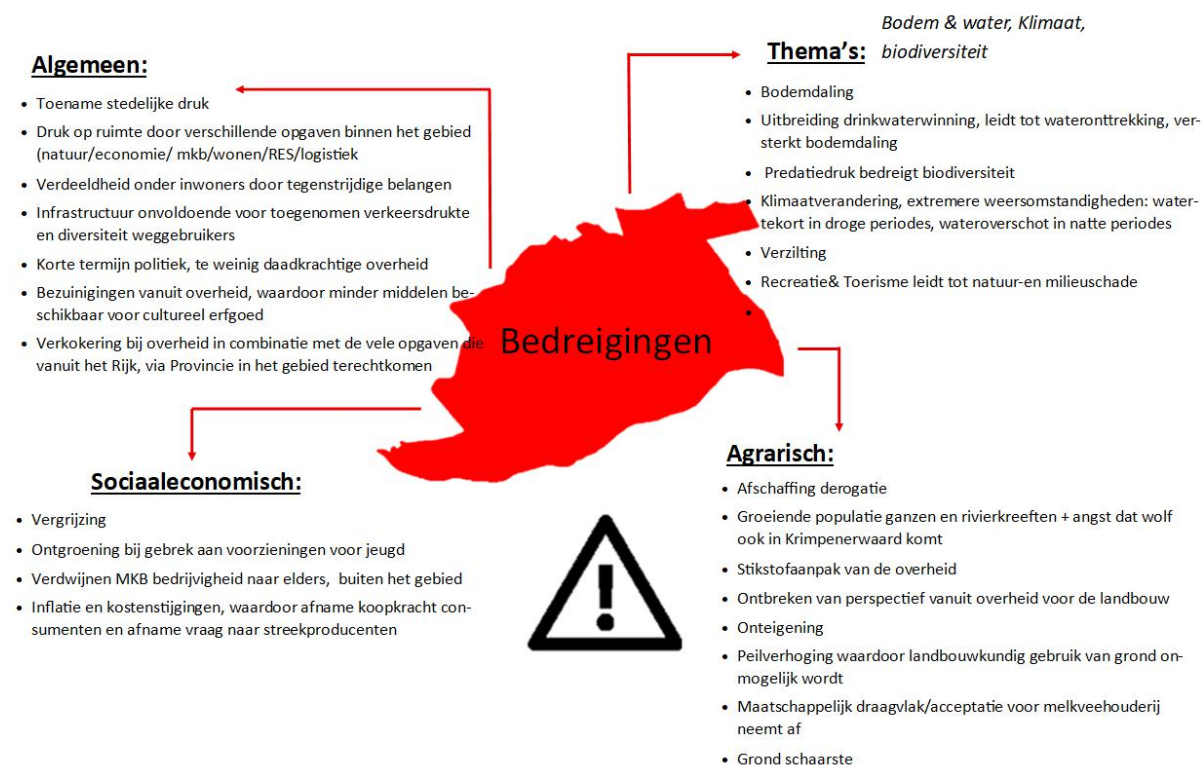 Algemeen:
• Toename stedelijke druk
• Druk op ruimte door verschillende opgaven binnen het gebied
(natuur/economie/ mkb/wonen/RES/logistiek
• Verdeeldheid onder inwoners door tegenstrijdige belangen
• Infrastructuur onvoldoende voor toegenomen verkeersdrukte
en diversiteit weggebruikers
• Korte termijn politiek, te weinig daadkrachtige overheid
• Bezuinigingen vanuit overheid, waardoor minder middelen be-
schikbaar voor cultureel erfgoed
• Verkokering bij overheid in combinatie met de vele opgaven die
vanuit het Rijk, via Provincie in het gebied terechtkomen
Thema's:
Bodem & water, Klimaat,
biodiversiteit
• Bodemdaling
• Uitbreiding drinkwaterwinning, leidt tot wateronttrekking, ver-
sterkt bodemdaling
• Predatiedruk bedreigt biodiversiteit
• Klimaatverandering, extremere weersomstandigheden: water-
tekort in droge periodes, wateroverschot in natte periodes
• Verzilting
• Recreatie& Toerisme leidt tot natuur-en milieuschade
•
Bedreigingen
Sociaaleconomisch:
• Vergrijzing
• Ontgroening bij gebrek aan voorzieningen voor jeugd
• Verdwijnen MKB bedrijvigheid naar elders, buiten het gebied
• Inflatie en kostenstijgingen, waardoor afname koopkracht con-
sumenten en afname vraag naar streekproducenten
Agrarisch:
• Afschaffing derogatie
• Groeiende populatie ganzen en rivierkreeften + angst dat wolf
ook in Krimpenerwaard komt
• Stikstofaanpak van de overheid
• Ontbreken van perspectief vanuit overheid voor de landbouw
• Onteigening
• Peilverhoging waardoor landbouwkundig gebruik van grond on-
mogelijk wordt
• Maatschappelijk draagvlak/acceptatie voor melkveehouderij
neemt af
• Grond schaarste